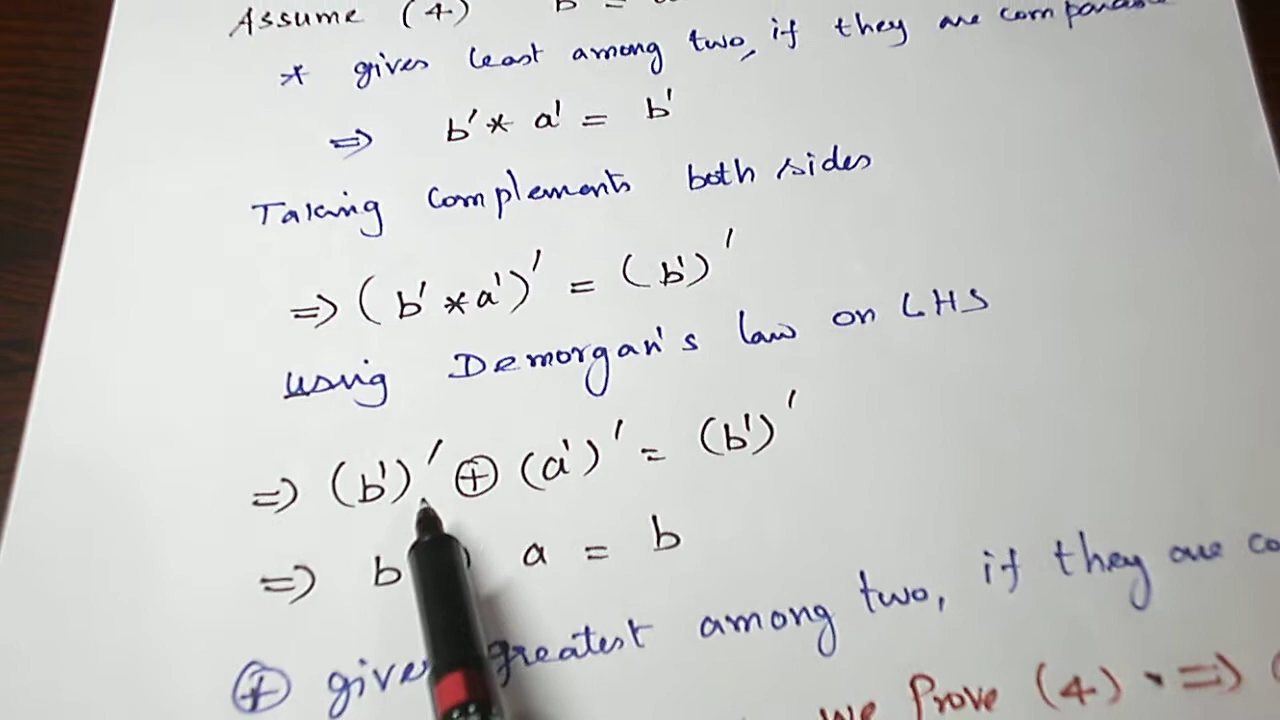 Assume (4) b =
* gives least among two, if they are
⇒ b' * a' = b'
Taking Complements both sides
⇒ (b' * a')' = (b')'
using Demorgan's law on LHS
⇒ (b')' ⊕ (a')' = (b')'
⇒ b a = b
⊕ gives greatest among two, if they are
we Prove (4) ⇒